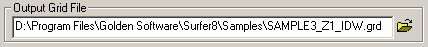 Output Grid File
D:\Program Files\Golden Software\Surfer8\Samples\SAMPLE3_Z1_IDW.grd